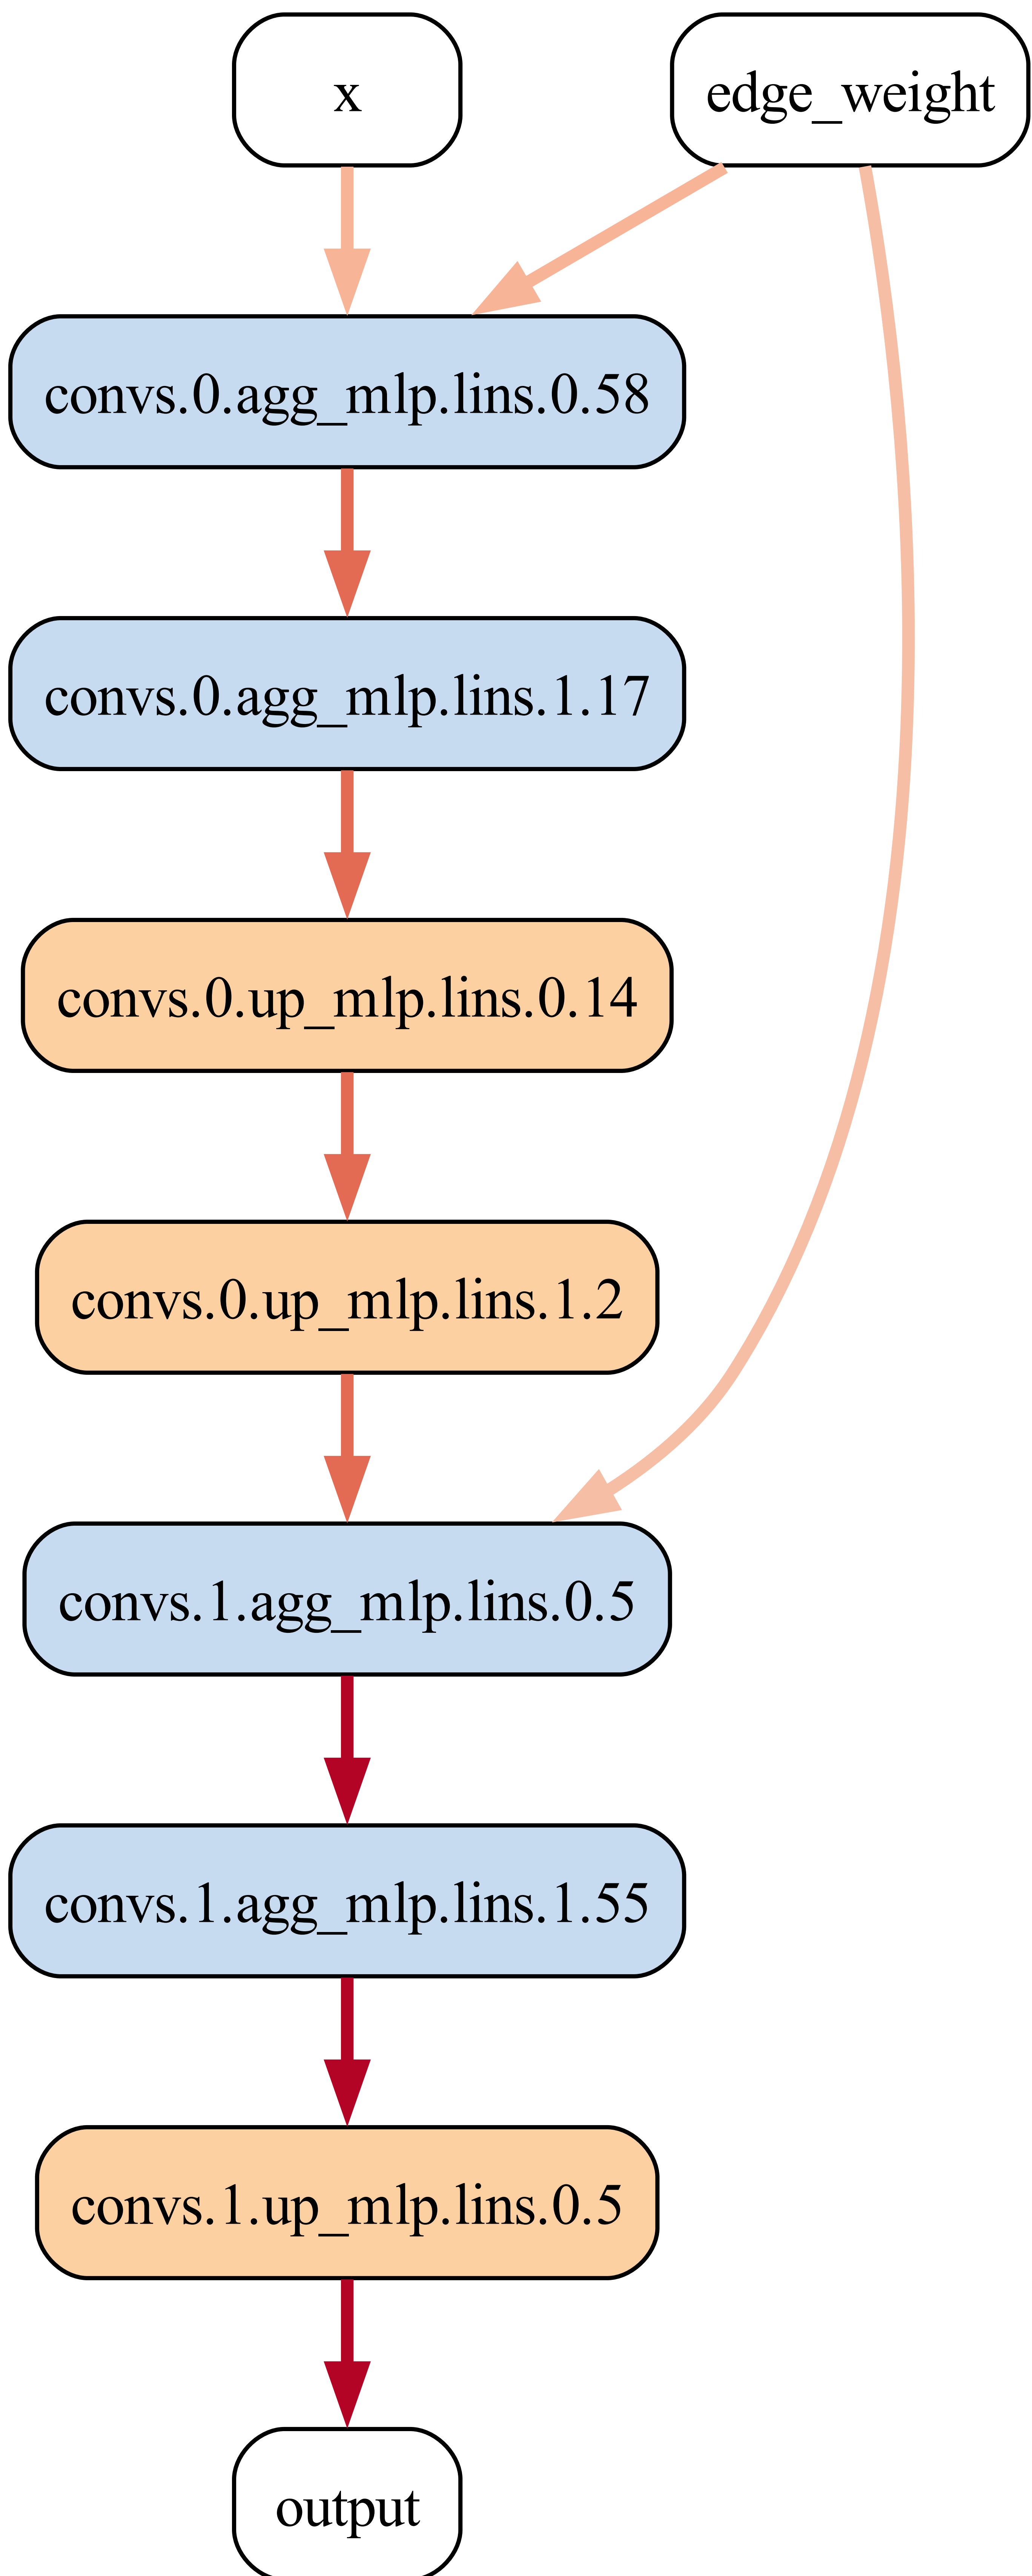 x
edge_weight
convs.0.agg_mlp.lins.0.58
convs.0.agg_mlp.lins.1.17
convs.0.up_mlp.lins.0.14
convs.0.up_mlp.lins.1.2
convs.1.agg_mlp.lins.0.5
convs.1.agg_mlp.lins.1.55
convs.1.up_mlp.lins.0.5
output